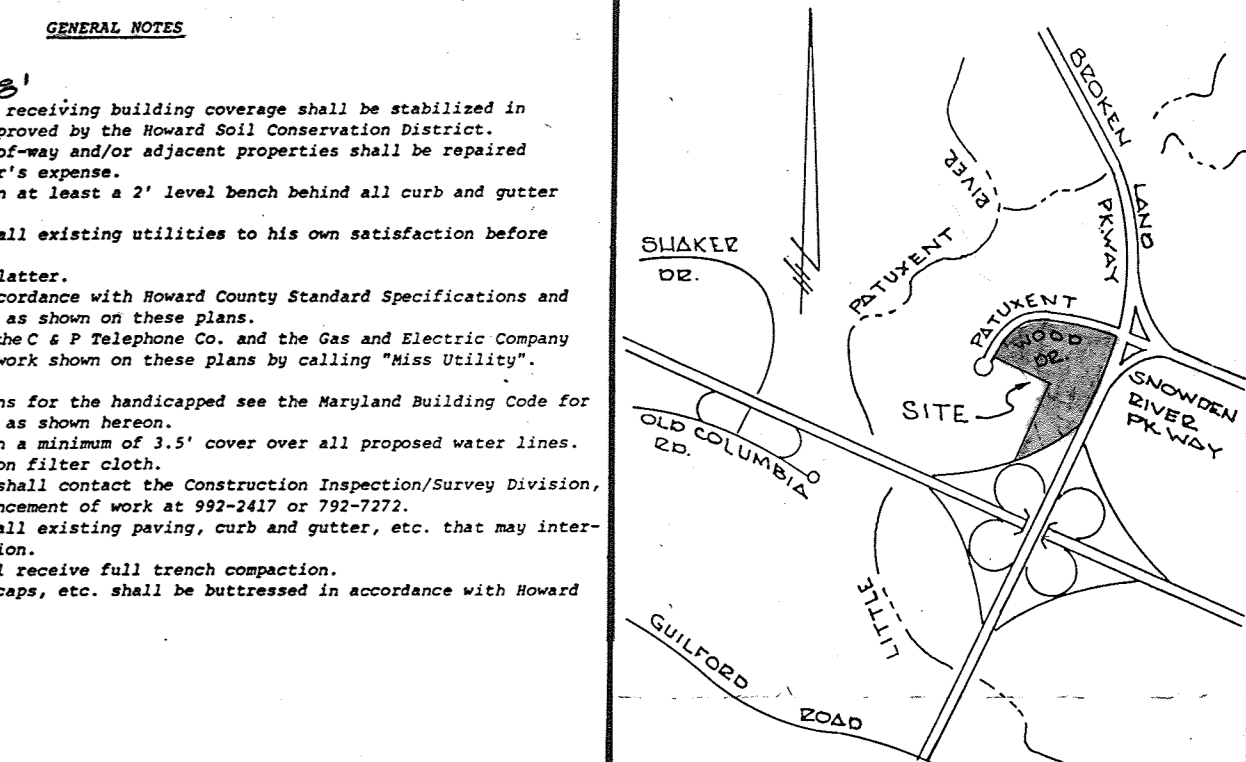 GENERAL NOTES
8'
receiving building coverage shall be stabilized in
proved by the Howard Soil Conservation District.
of-way and/or adjacent properties shall be repaired
r's expense.
n at least a 2' level bench behind all curb and gutter
all existing utilities to his own satisfaction before
latter.
cordance with Howard County Standard Specifications and
as shown on these plans.
the C & P Telephone Co. and the Gas and Electric Company
work shown on these plans by calling "Miss Utility".
ns for the handicapped see the Maryland Building Code for
as shown hereon.
n a minimum of 3.5' cover over all proposed water lines.
on filter cloth.
shall contact the Construction Inspection/Survey Division,
ncement of work at 992-2417 or 792-7272.
all existing paving, curb and gutter, etc. that may inter-
ion.
l receive full trench compaction.
caps, etc. shall be buttressed in accordance with Howard
BROKEN
LAND
PKWAY
RIVER
PATUXENT
LITTLE
SHAKER
DR.
PATUXENT
WOOD
DR.
SITE
SNOWDEN
RIVER
PKWAY
OLD COLUMBIA
RD.
GUILFORD
ROAD